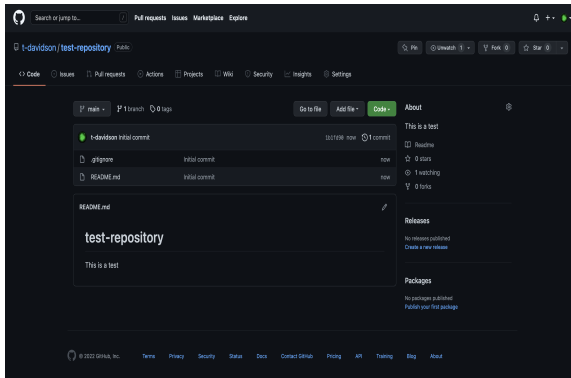 Search or jump to... / Pull requests Issues Marketplace Explore
t-davidson / test-repository Public Pin Unwatch 1 Fork 0 Star 0
Code Issues Pull requests Actions Projects Wiki Security Insights Settings
main 1 branch 0 tags Go to file Add file Code
t-davidson Initial commit 1b1fd90 now 1 commit
.gitignore Initial commit now
README.md Initial commit now
README.md
test-repository
This is a test
About
This is a test
Readme
0 stars
1 watching
0 forks
Releases
No releases published
Create a new release
Packages
No packages published
Publish your first package
© 2022 GitHub, Inc. Terms Privacy Security Status Docs Contact GitHub Pricing API Training Blog About